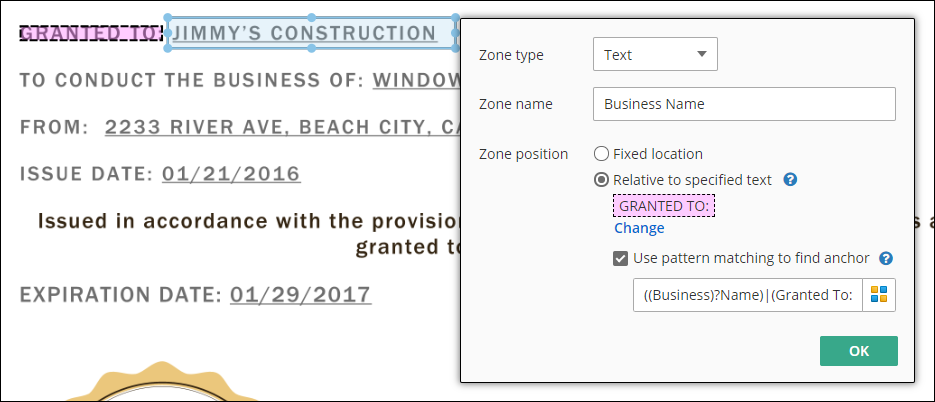 GRANTED TO: JIMMY'S CONSTRUCTION
TO CONDUCT THE BUSINESS OF: WINDOW
FROM: 2233 RIVER AVE, BEACH CITY, CA
ISSUE DATE: 01/21/2016
Issued in accordance with the provision
granted to
EXPIRATION DATE: 01/29/2017
Zone type Text
Zone name Business Name
Zone position Fixed location
Relative to specified text ?
GRANTED TO:
Change
Use pattern matching to find anchor ?
((Business)?Name)|(Granted To:
OK